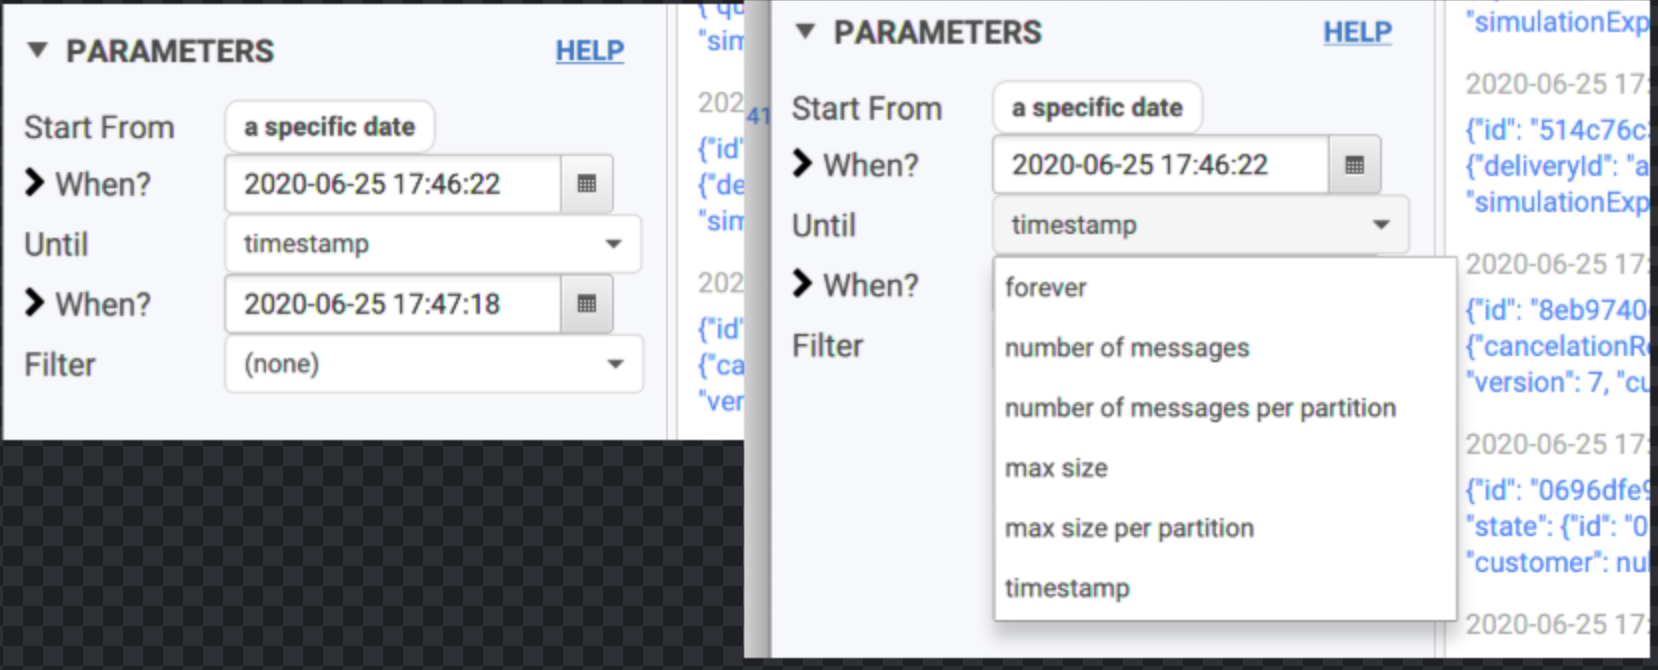 PARAMETERS HELP
Start From a specific date
When? 2020-06-25 17:46:22
Until timestamp
When? 2020-06-25 17:47:18
Filter (none)
"sim
202
{"id"
{"de
"sim
202
{"id"
{"ca
"ver
41
PARAMETERS HELP
Start From a specific date
When? 2020-06-25 17:46:22
Until timestamp
When?
Filter
forever
number of messages
number of messages per partition
max size
max size per partition
timestamp
"simulationExp
2020-06-25 17:
{"id": "514c76c
{"deliveryId": "a
"simulationExp
2020-06-25 17:
{"id": "8eb9740
{"cancelationR
"version": 7, "cu
2020-06-25 17:
{"id": "0696dfe9
"state": {"id": "0
"customer": nul
2020-06-25 17: